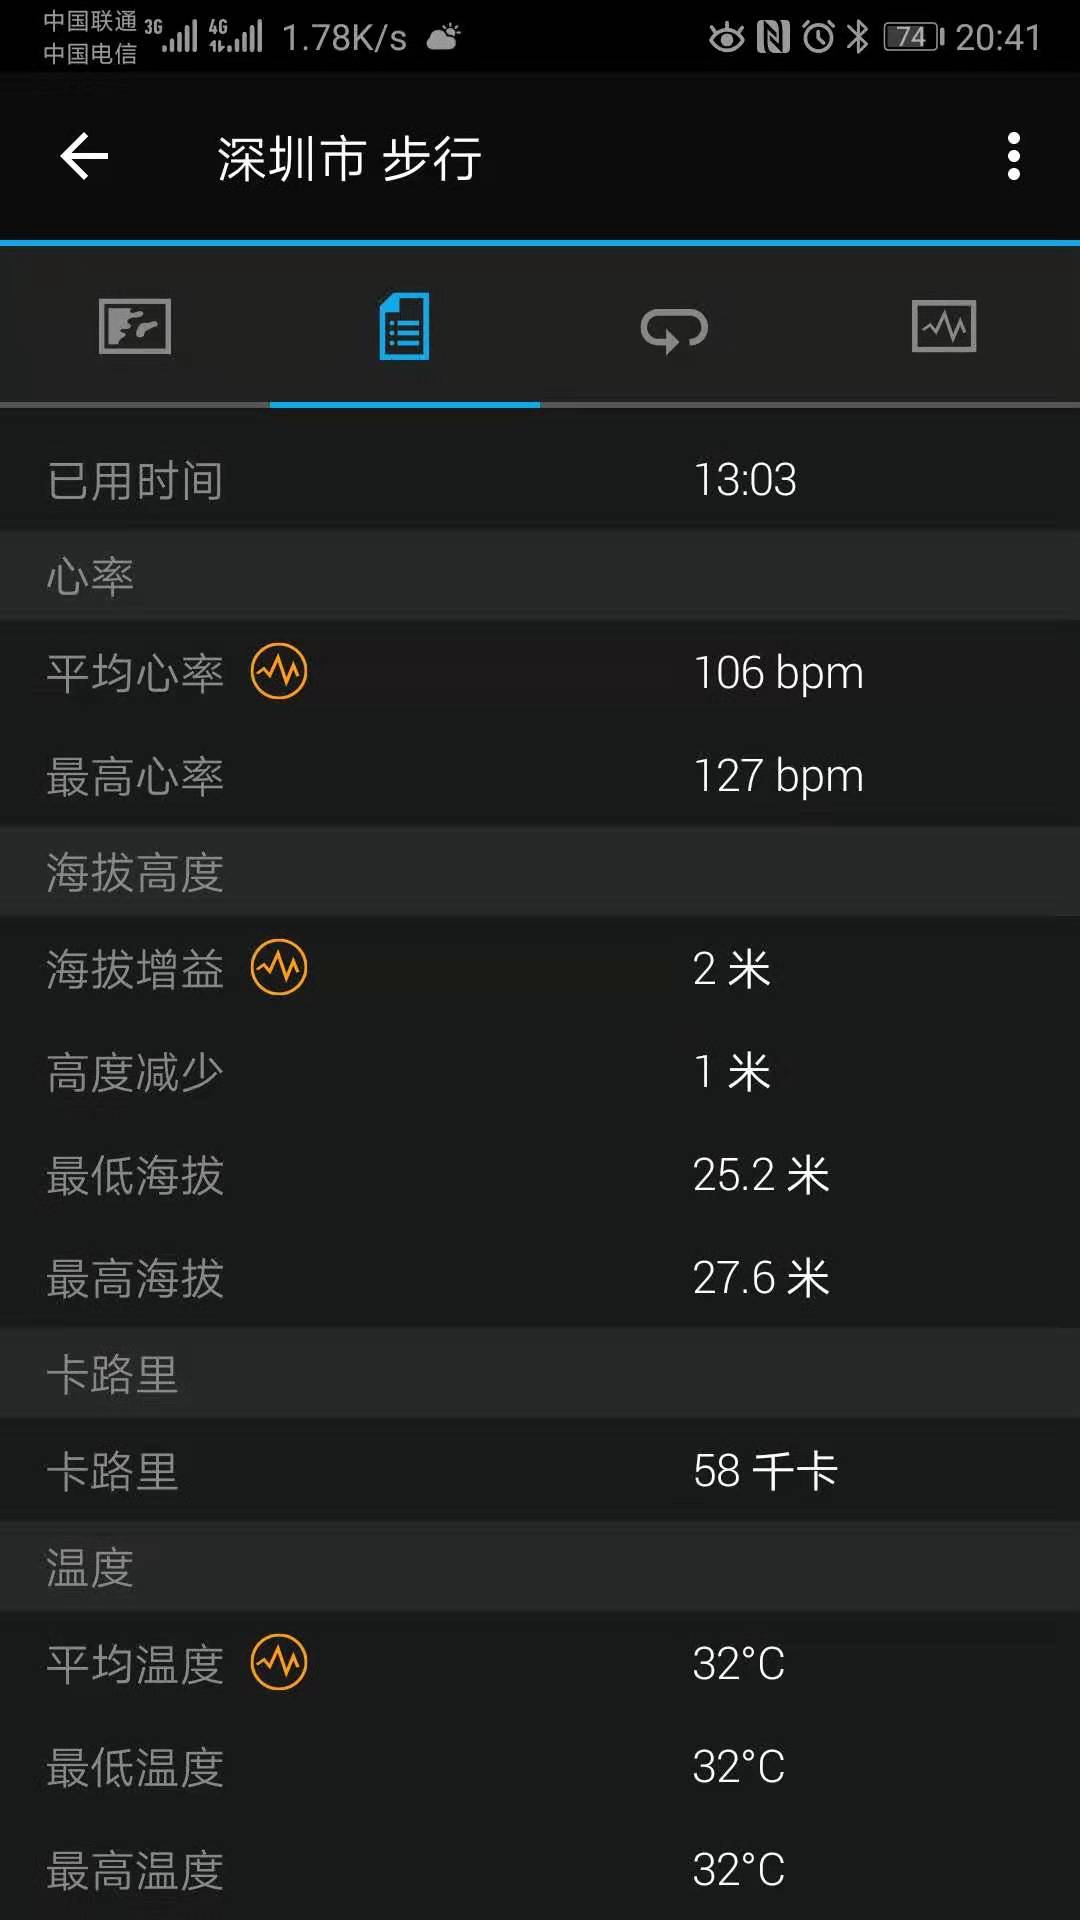 中国联通 3G 4G 1.78K/s 74 20:41
中国电信
深圳市 步行
已用时间 13:03
心率
平均心率 106 bpm
最高心率 127 bpm
海拔高度
海拔增益 2 米
高度减少 1 米
最低海拔 25.2 米
最高海拔 27.6 米
卡路里
卡路里 58 千卡
温度
平均温度 32°C
最低温度 32°C
最高温度 32°C